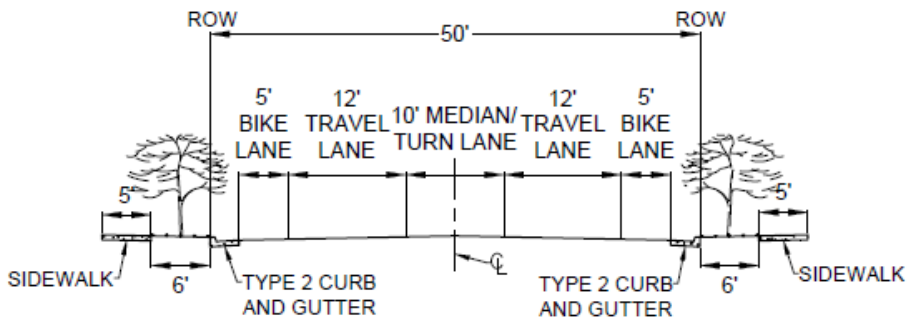 ROW
ROW
50'
5'
BIKE
LANE
12'
TRAVEL
LANE
10' MEDIAN/
TURN LANE
12'
TRAVEL
LANE
5'
BIKE
LANE
5'
5'
SIDEWALK
6'
TYPE 2 CURB
AND GUTTER
℄
TYPE 2 CURB
AND GUTTER
6'
SIDEWALK